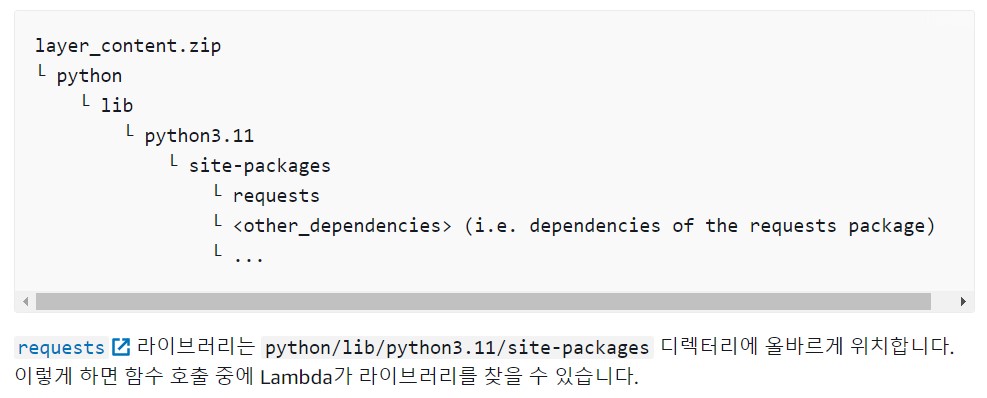 layer_content.zip
└ python
└ lib
└ python3.11
└ site-packages
└ requests
└ <other_dependencies> (i.e. dependencies of the requests package)
└ ...
requests 라이브러리는 python/lib/python3.11/site-packages 디렉터리에 올바르게 위치합니다.
이렇게 하면 함수 호출 중에 Lambda가 라이브러리를 찾을 수 있습니다.